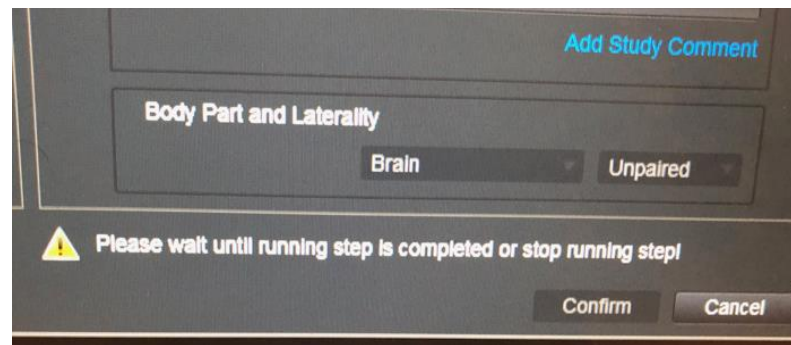 Add Study Comment
Body Part and Laterality
Brain
Unpaired
Please wait until running step is completed or stop running step!
Confirm
Cancel